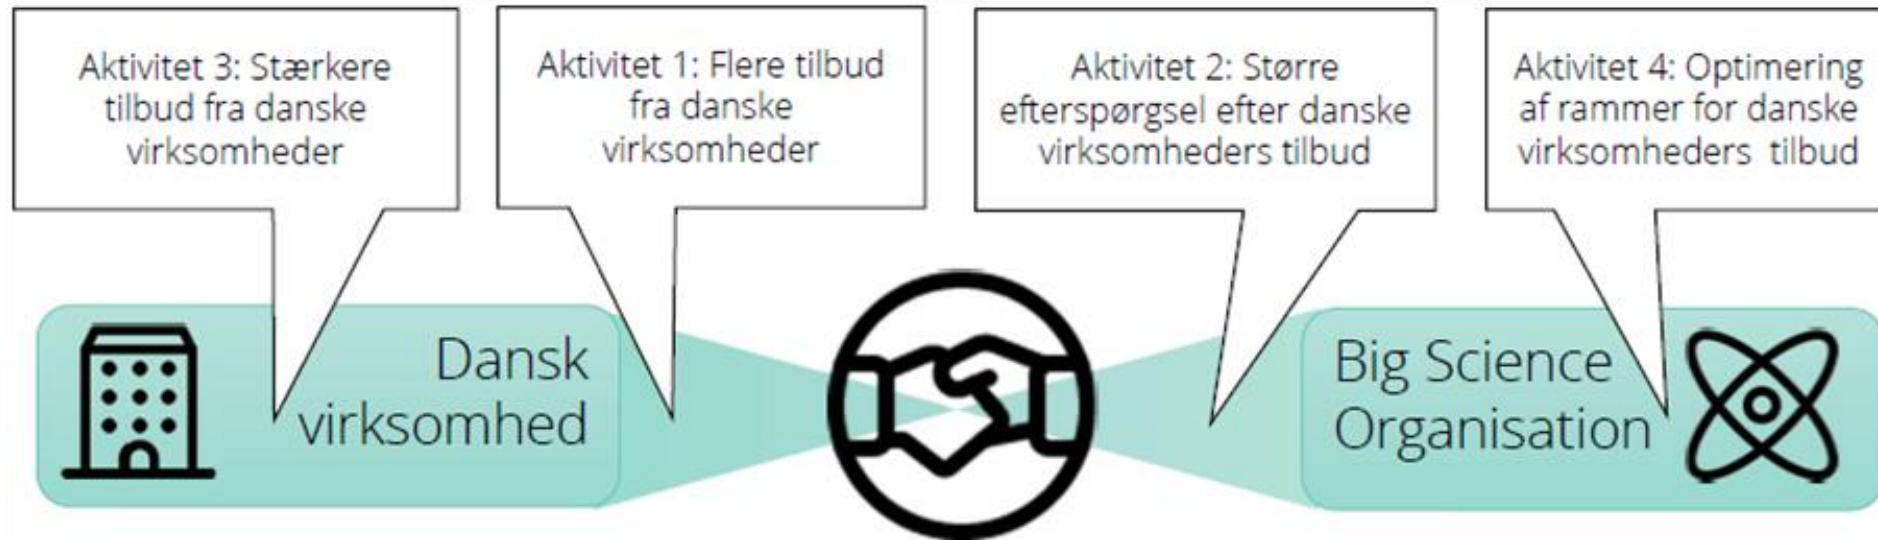 Aktivitet 3: Stærkere
tilbud fra danske
virksomheder
Aktivitet 1: Flere tilbud
fra danske
virksomheder
Aktivitet 2: Større
efterspørgsel efter danske
virksomheders tilbud
Aktivitet 4: Optimering
af rammer for danske
virksomheders tilbud
Dansk
virksomhed
Big Science
Organisation